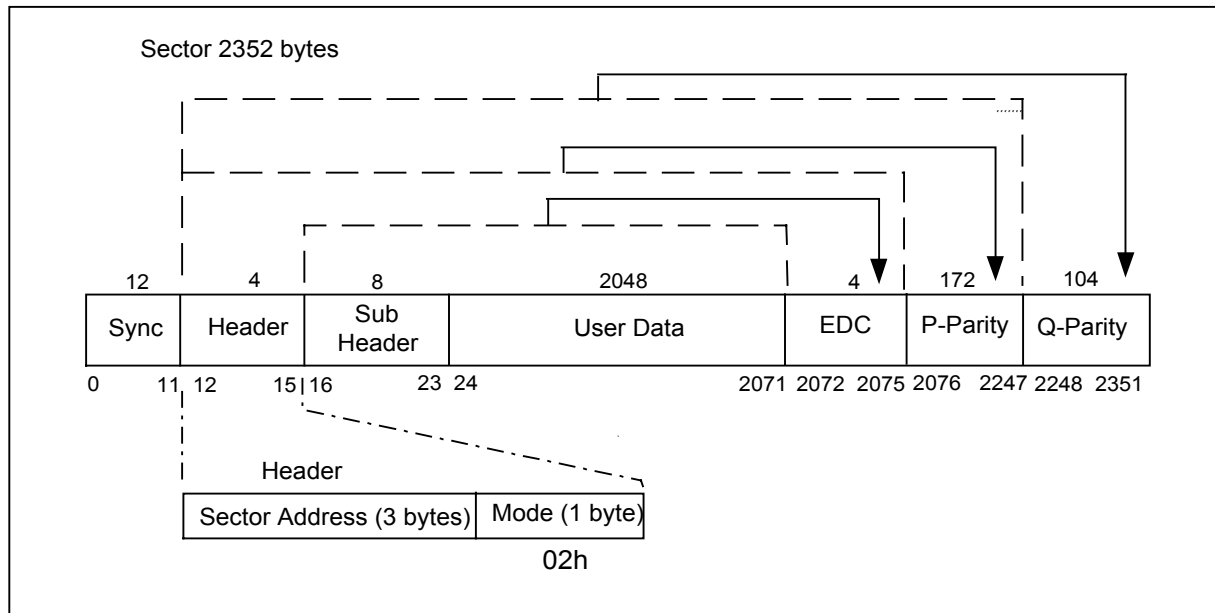 Sector 2352 bytes
12 4 8 2048 4 172 104
Sync Header Sub Header User Data EDC P-Parity Q-Parity
0 11 12 15 16 23 24 2071 2072 2075 2076 2247 2248 2351
Header
Sector Address (3 bytes) Mode (1 byte)
02h